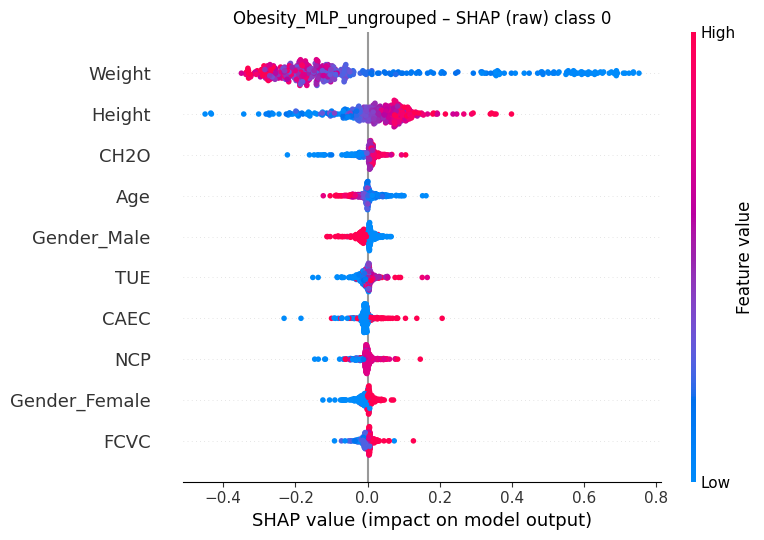 Obesity_MLP_ungrouped – SHAP (raw) class 0
High
Weight
Height
CH2O
Age
Gender_Male
TUE
CAEC
NCP
Gender_Female
FCVC
Feature value
Low
−0.4 −0.2 0.0 0.2 0.4 0.6 0.8
SHAP value (impact on model output)